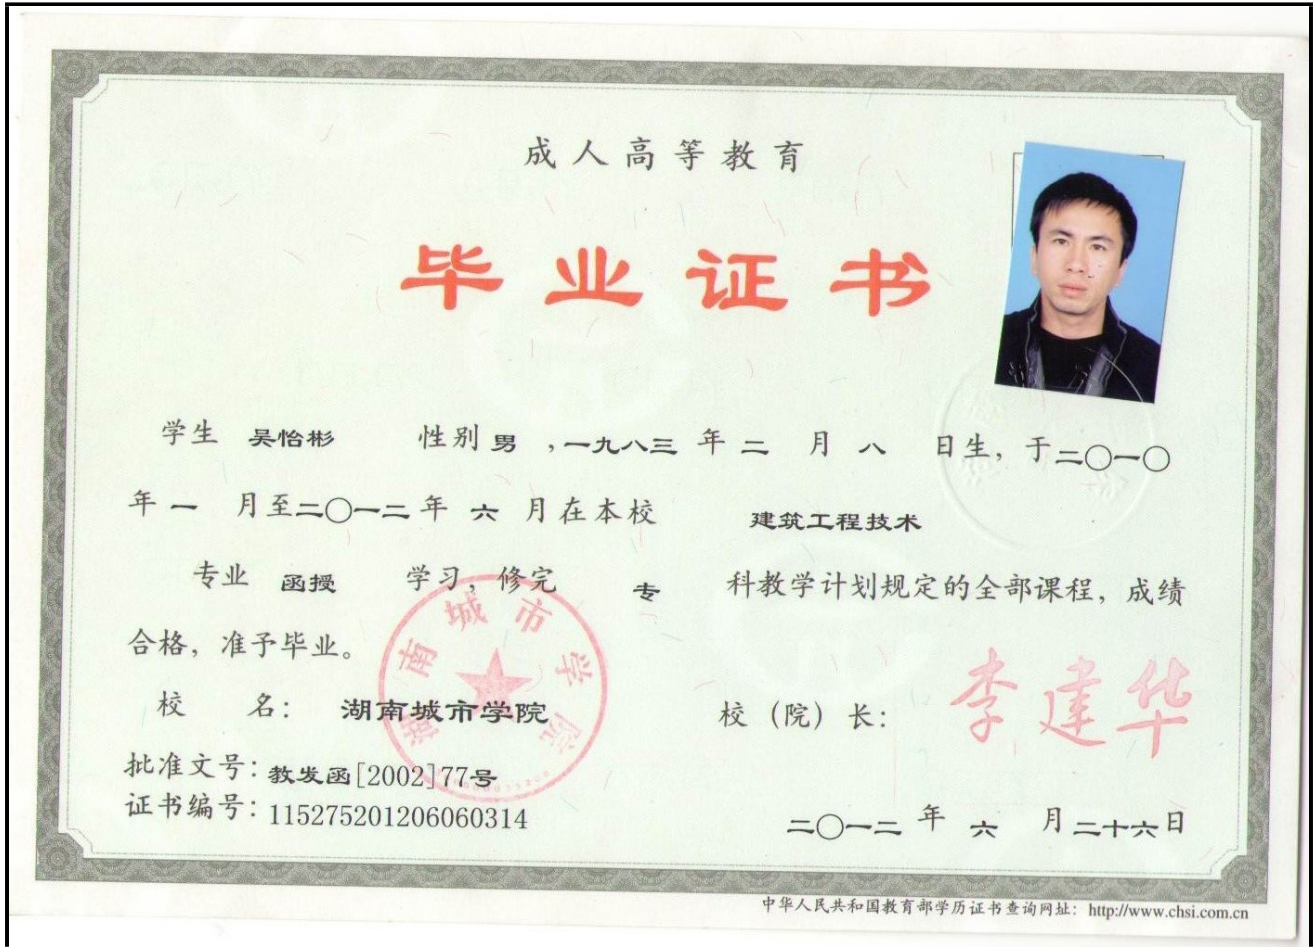 成人高等教育
毕业证书
学生 吴怡彬 性别 男 ,一九八三 年 二 月 八 日生, 于二〇一〇
年 一 月至二〇一二年 六 月在本校 建筑工程技术
专业 函授 学习, 修完 专 科教学计划规定的全部课程, 成绩
合格, 准予毕业。
校 名: 湖南城市学院 校 (院) 长: 李建华
批准文号: 教发函[2002]77号
证书编号: 115275201206060314
二〇一二 年 六 月 二十六日
湖南城市学院
中华人民共和国教育部学历证书查询网址: http://www.chsi.com.cn